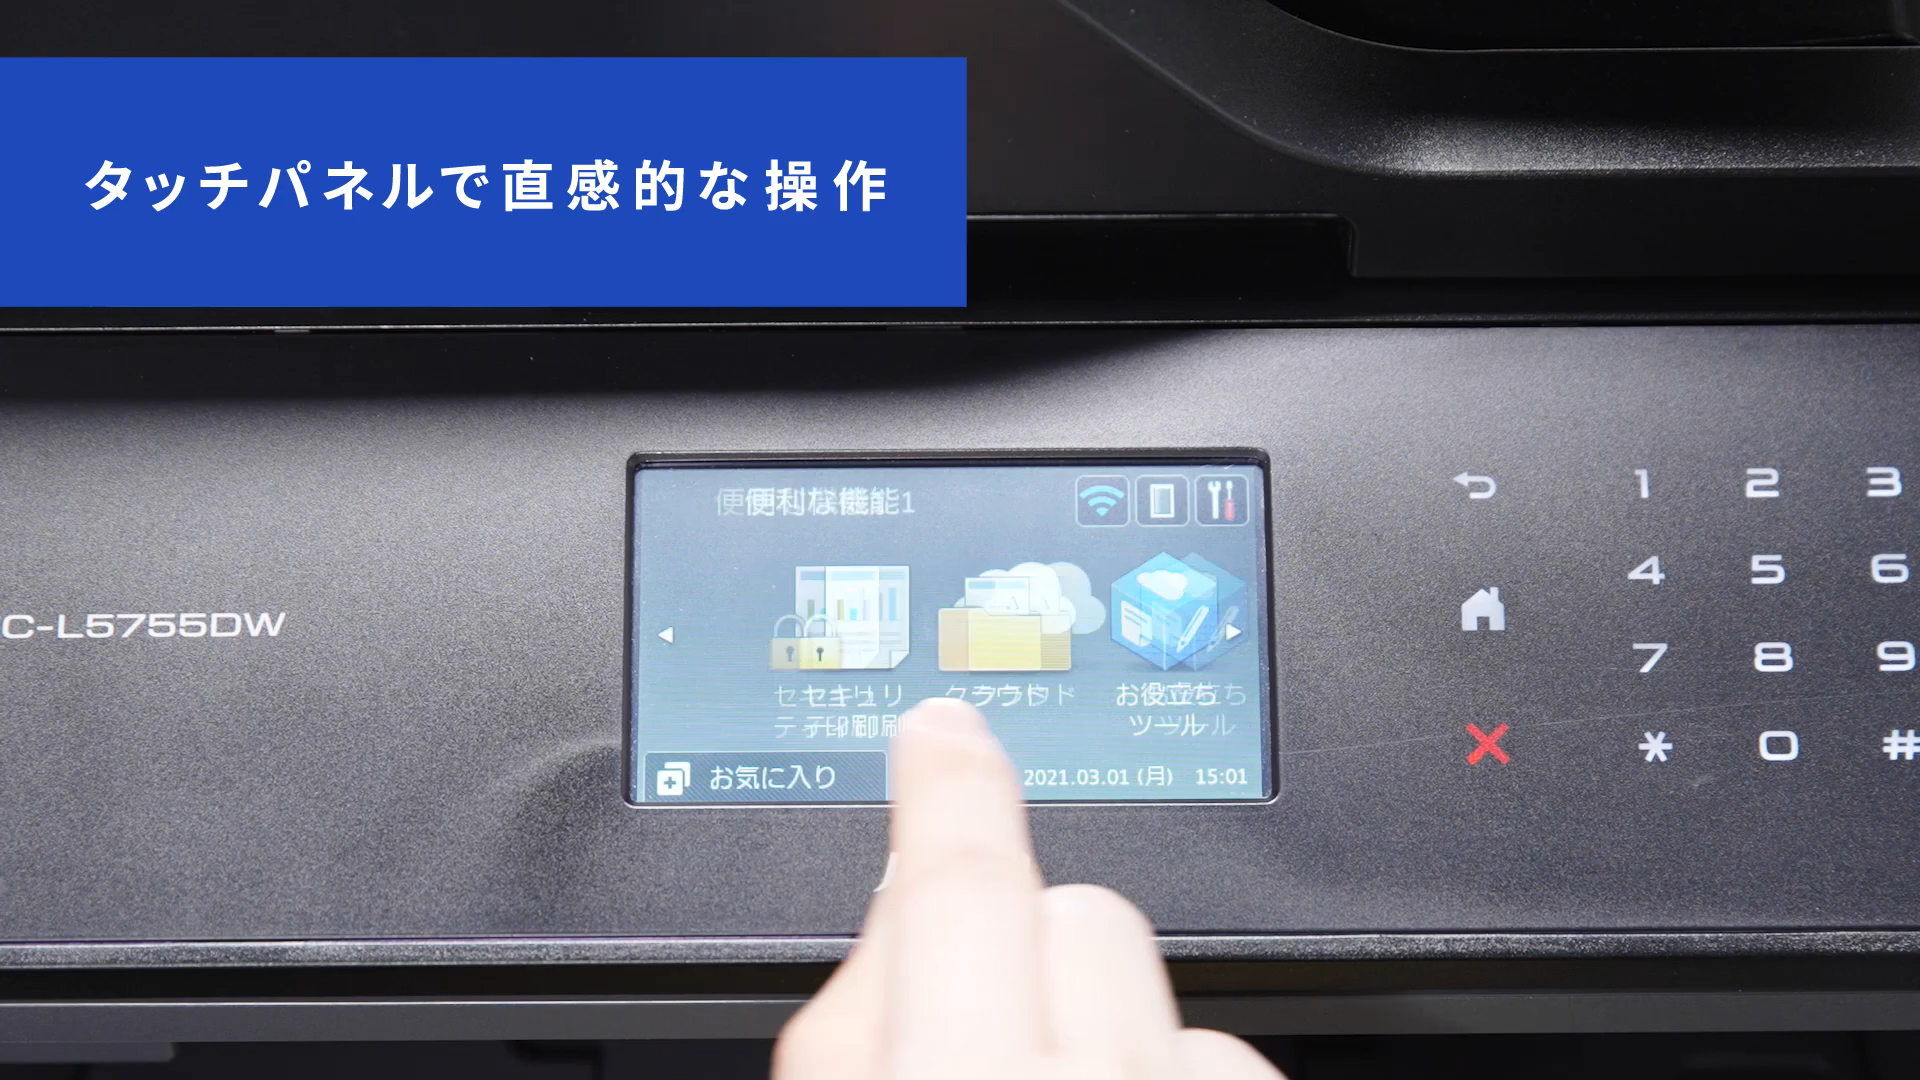 タッチパネルで直感的な操作
便利な機能1
セキュリ
ティ印刷
クラウド
お役立ち
ツール
お気に入り
2021.03.01 (月) 15:01
C-L5755DW
1 2 3
4 5 6
7 8 9
* 0 #